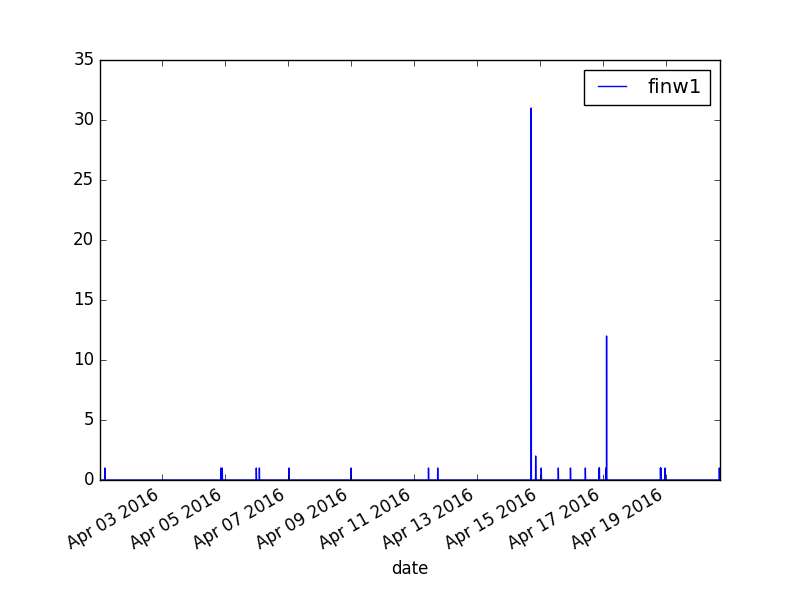 35
finw1
30
25
20
15
10
5
0
Apr 03 2016
Apr 05 2016
Apr 07 2016
Apr 09 2016
Apr 11 2016
Apr 13 2016
Apr 15 2016
Apr 17 2016
Apr 19 2016
date